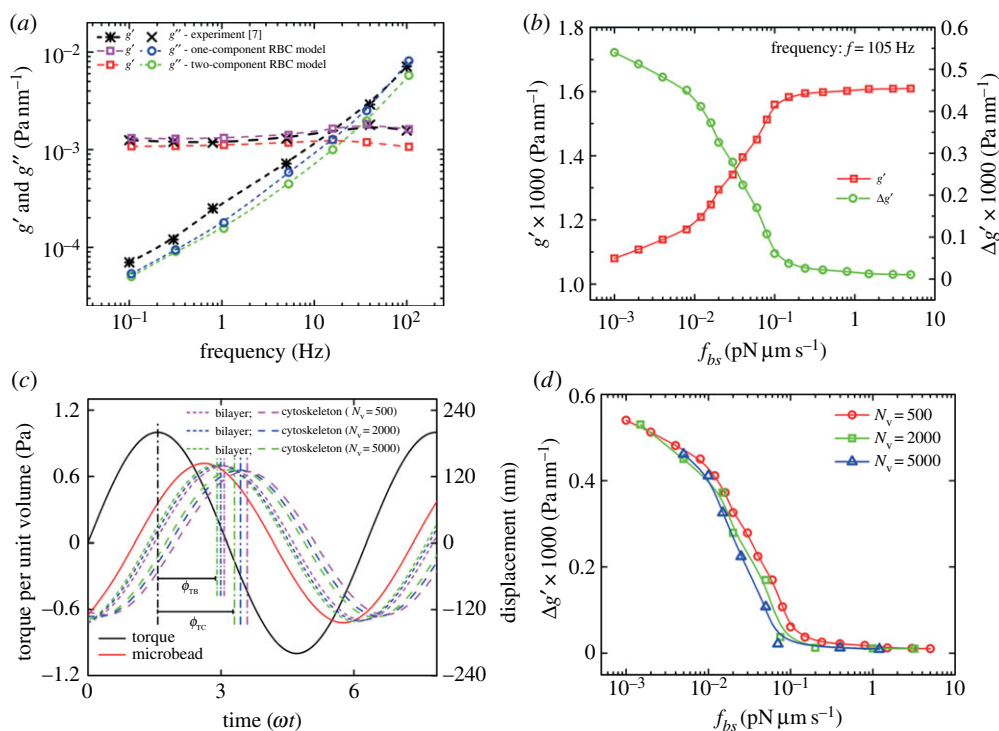 (a)
g′ g″ - experiment [7]
g′ g″ - one-component RBC model
g′ g″ - two-component RBC model
10⁻²
10⁻³
10⁻⁴
g′ and g″ (Pa nm⁻¹)
10⁻¹ 1 10 10²
frequency (Hz)
(b)
frequency: f = 105 Hz
1.8
1.6
1.4
1.2
1.0
g′ × 1000 (Pa nm⁻¹)
0.6
0.5
0.4
0.3
0.2
0.1
0
Δg′ × 1000 (Pa nm⁻¹)
g′
Δg′
10⁻³ 10⁻² 10⁻¹ 1 10
f_bs (pN μm s⁻¹)
(c)
bilayer; cytoskeleton (N_v = 500)
bilayer; cytoskeleton (N_v = 2000)
bilayer; cytoskeleton (N_v = 5000)
1.2
0.6
0
−0.6
−1.2
torque per unit volume (Pa)
240
120
0
−120
−240
displacement (nm)
ϕ_TB
ϕ_TC
torque
microbead
0 3 6
time (ωt)
(d)
N_v = 500
N_v = 2000
N_v = 5000
0.6
0.4
0.2
0
Δg′ × 1000 (Pa nm⁻¹)
10⁻³ 10⁻² 10⁻¹ 1 10
f_bs (pN μm s⁻¹)